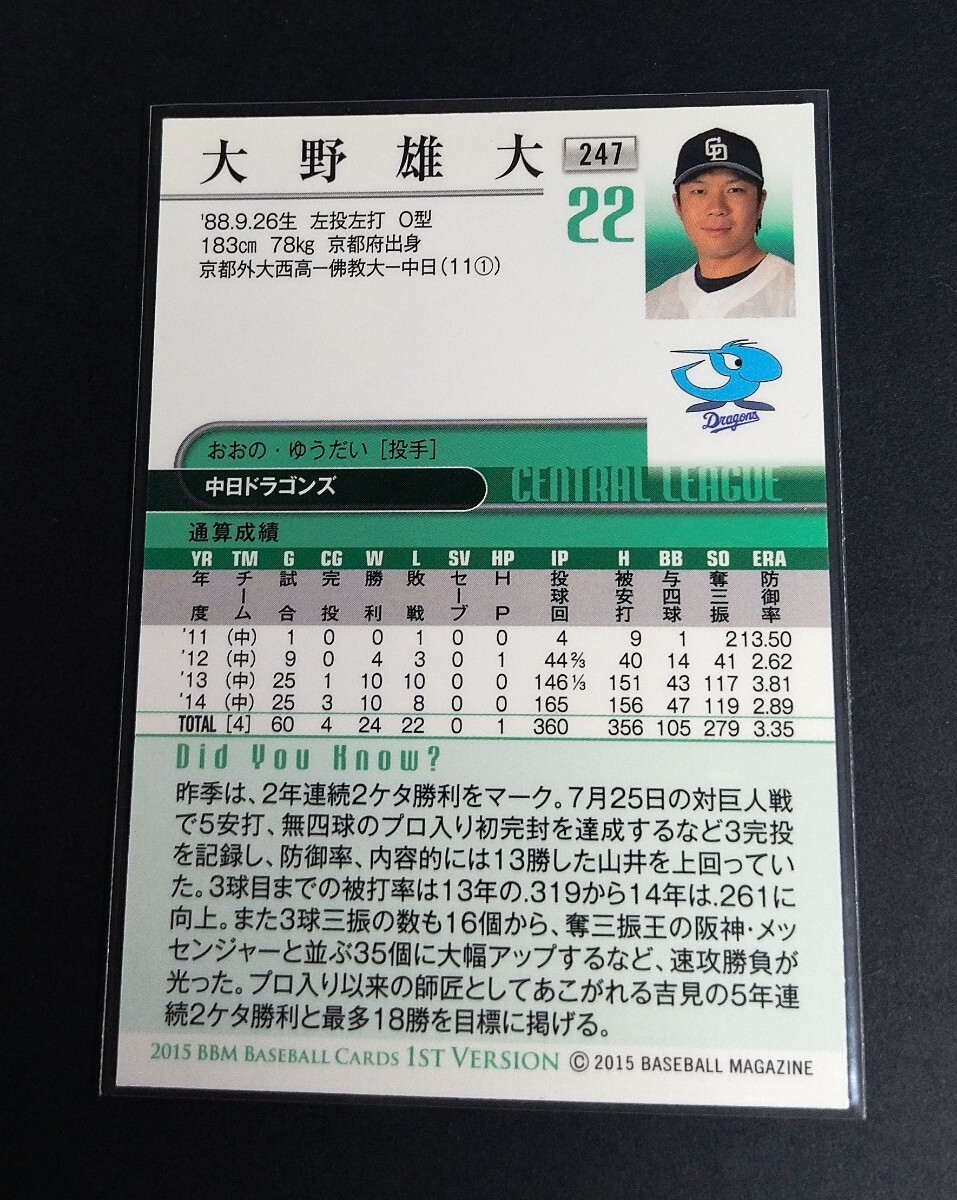 大野雄大 247
22
GD
'88.9.26生 左投左打 O型
183cm 78kg 京都府出身
京都外大西高ー佛教大ー中日(11①)
Dragons
おおの・ゆうだい [投手]
中日ドラゴンズ CENTRAL LEAGUE
通算成績
YR TM G CG W L SV HP IP H BB SO ERA
年度 チーム 試合 完投 勝利 敗戦 セーブ HP 投球回 被安打 与四球 奪三振 防御率
'11 (中) 1 0 0 1 0 0 4 9 1 2 13.50
'12 (中) 9 0 4 3 0 1 44⅔ 40 14 41 2.62
'13 (中) 25 1 10 10 0 0 146⅓ 151 43 117 3.81
'14 (中) 25 3 10 8 0 0 165 156 47 119 2.89
TOTAL [4] 60 4 24 22 0 1 360 356 105 279 3.35
Did You Know?
昨季は、2年連続2ケタ勝利をマーク。7月25日の対巨人戦
で5安打、無四球のプロ入り初完封を達成するなど3完投
を記録し、防御率、内容的には13勝した山井を上回ってい
た。3球目までの被打率は13年の.319から14年は.261に
向上。また3球三振の数も16個から、奪三振王の阪神・メッ
センジャーと並ぶ35個に大幅アップするなど、速攻勝負が
光った。プロ入り以来の師匠としてあこがれる吉見の5年連
続2ケタ勝利と最多18勝を目標に掲げる。
2015 BBM BASEBALL CARDS 1ST VERSION © 2015 BASEBALL MAGAZINE